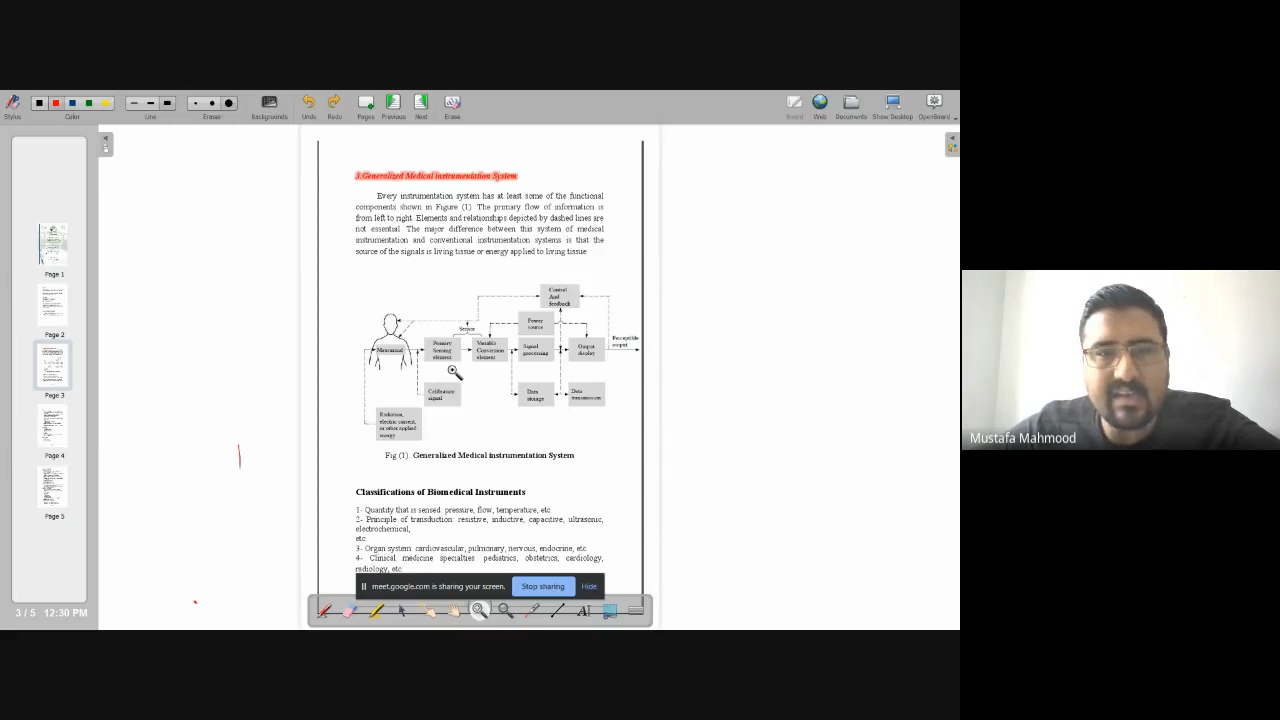 Stylus
Color
Line
Eraser
Backgrounds
Undo
Redo
Pages
Previous
Next
Erase
Board
Web
Documents
Show Desktop
OpenBoard
Page 1
Page 2
Page 3
Page 4
Page 5
3 / 5 12:30 PM
3.Generalized Medical instrumentation System
Every instrumentation system has at least some of the functional
components shown in Figure (1). The primary flow of information is
from left to right. Elements and relationships depicted by dashed lines are
not essential. The major difference between this system of medical
instrumentation and conventional instrumentation systems is that the
source of the signals is living tissue or energy applied to living tissue.
Control
And
feedback
Power
source
Perceptible
output
Measurand
Primary
Sensing
element
Variable
Conversion
element
Signal
processing
Output
display
Calibration
signal
Data
storage
Data
transmission
Radiation,
electric current,
or other applied
energy
Fig (1). Generalized Medical instrumentation System
Classifications of Biomedical Instruments
1- Quantity that is sensed: pressure, flow, temperature, etc
2- Principle of transduction: resistive, inductive, capacitive, ultrasonic,
electrochemical,
etc.
3- Organ system: cardiovascular, pulmonary, nervous, endocrine, etc.
4- Clinical medicine specialties: pediatrics, obstetrics, cardiology,
radiology, etc.
meet.google.com is sharing your screen.
Stop sharing
Hide
Mustafa Mahmood